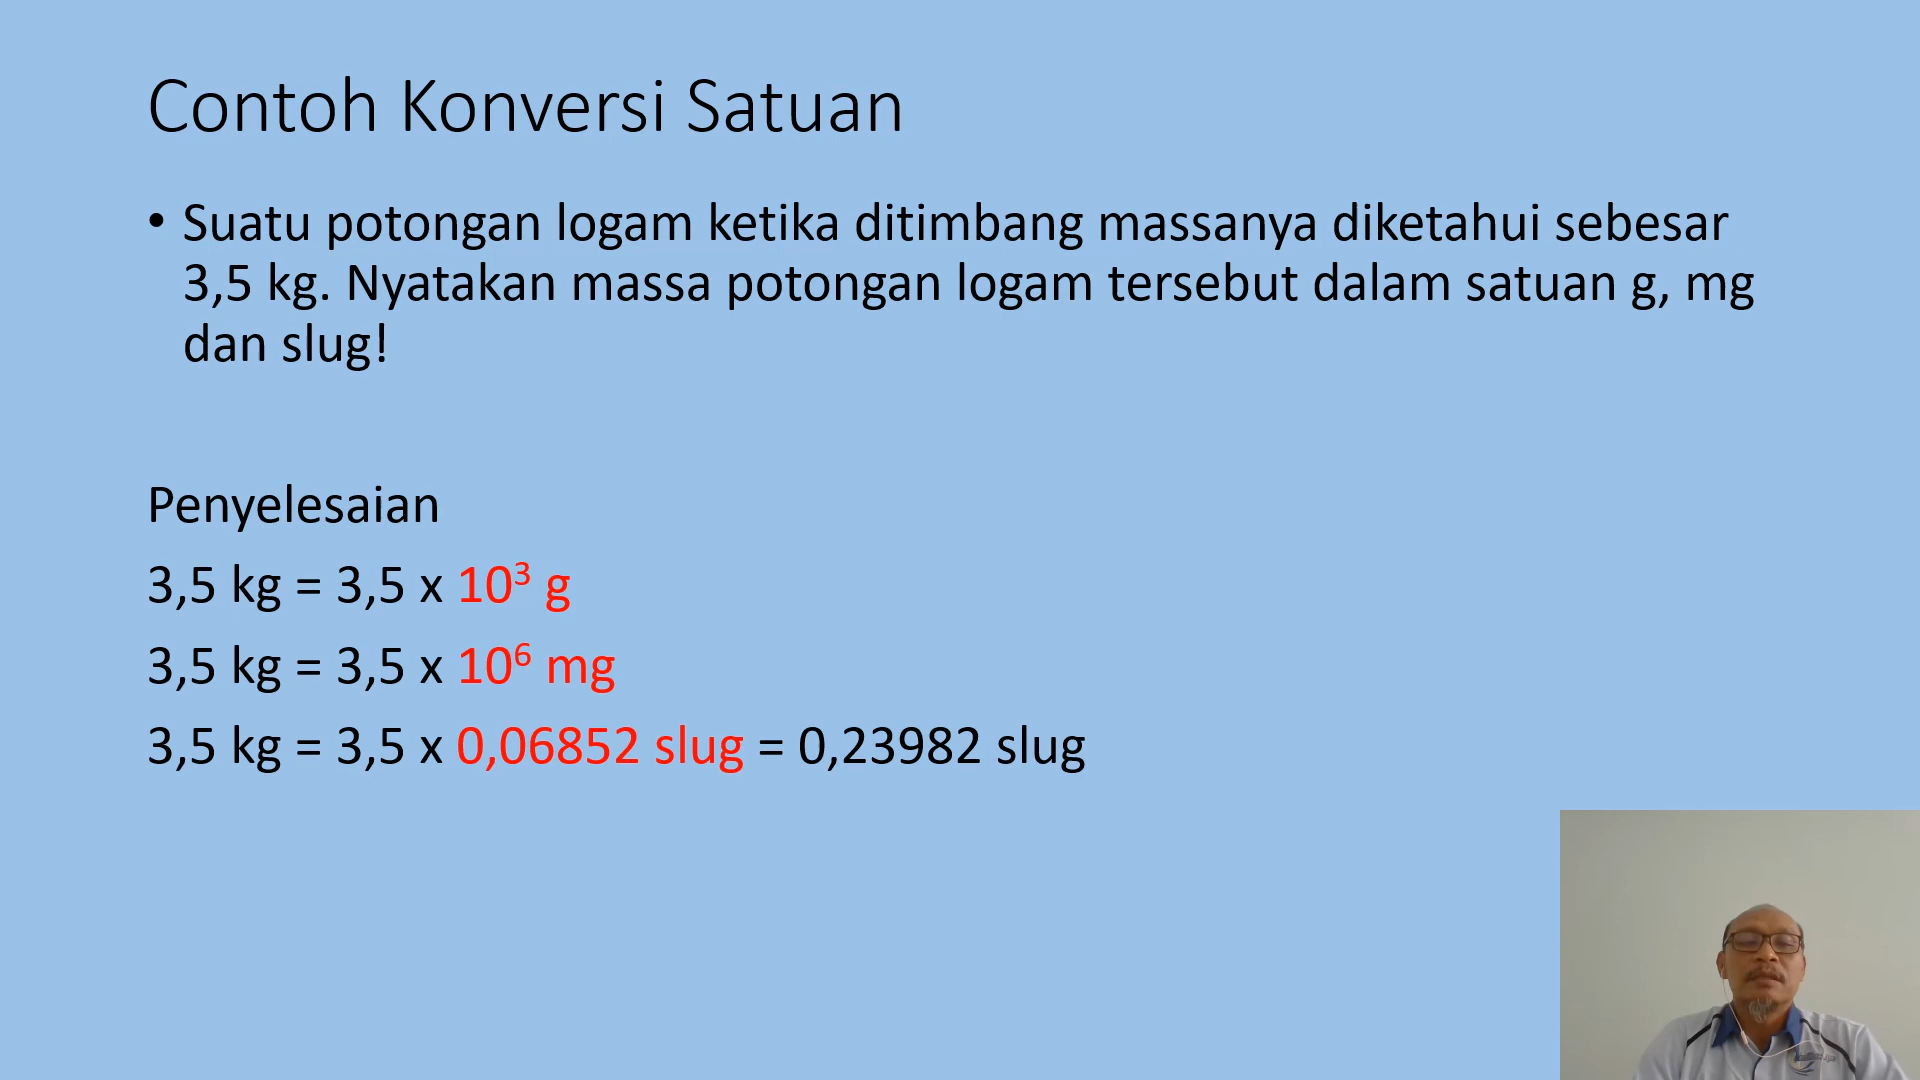 Contoh Konversi Satuan
• Suatu potongan logam ketika ditimbang massanya diketahui sebesar
3,5 kg. Nyatakan massa potongan logam tersebut dalam satuan g, mg
dan slug!
Penyelesaian
3,5 kg = 3,5 x 10³ g
3,5 kg = 3,5 x 10⁶ mg
3,5 kg = 3,5 x 0,06852 slug = 0,23982 slug